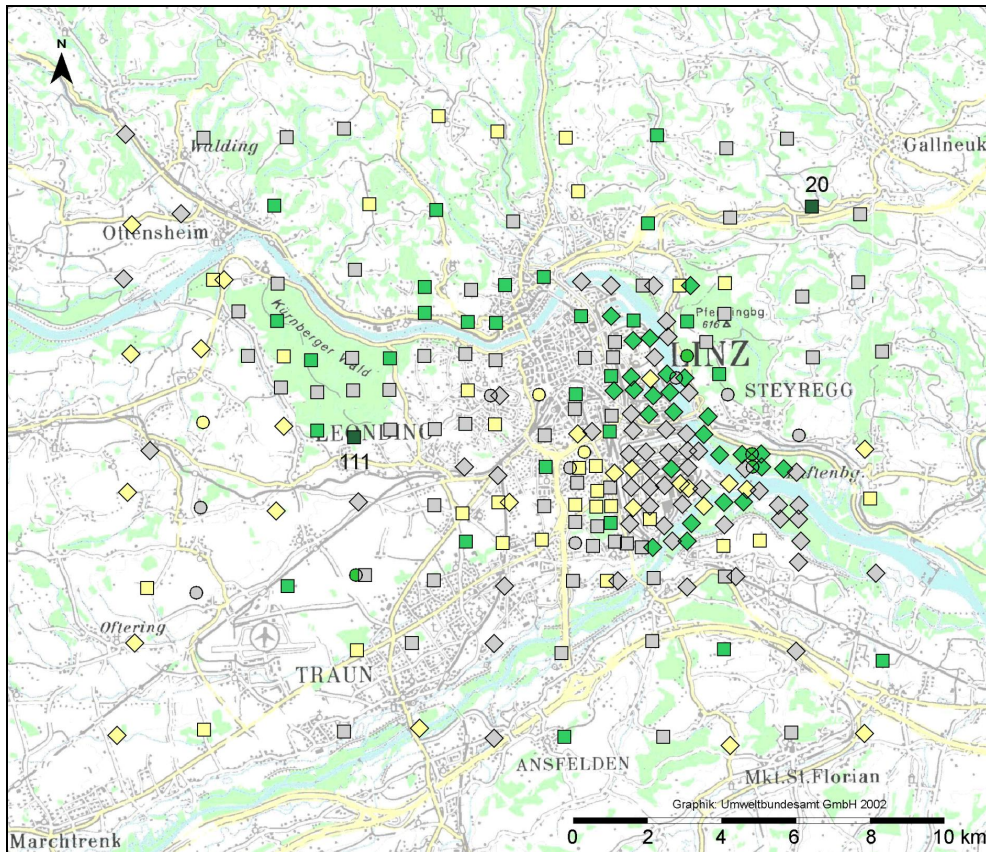 N
Walding
Gallneuk
20
Ottensheim
Pfenningbg.
616
Kürnberger Wald
LINZ
STEYREGG
LEONDING
111
Luftenbg.
Oftering
TRAUN
ANSFELDEN
Mkt.St.Florian
Graphik: Umweltbundesamt GmbH 2002
Marchtrenk
0 2 4 6 8 10 km